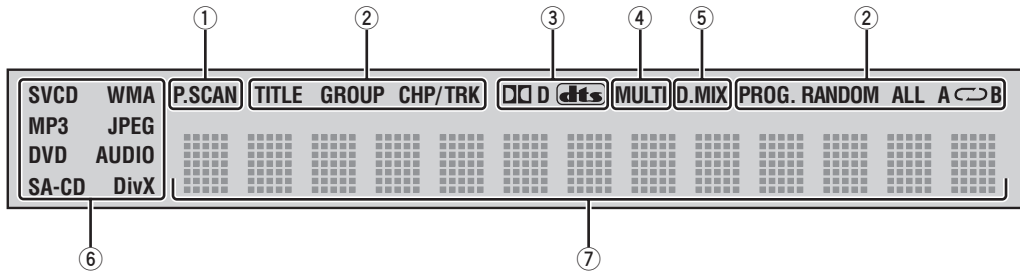 ① ② ③ ④ ⑤ ②
SVCD WMA P.SCAN TITLE GROUP CHP/TRK DD D dts MULTI D.MIX PROG. RANDOM ALL A B
MP3 JPEG
DVD AUDIO
SA-CD DivX
⑥ ⑦